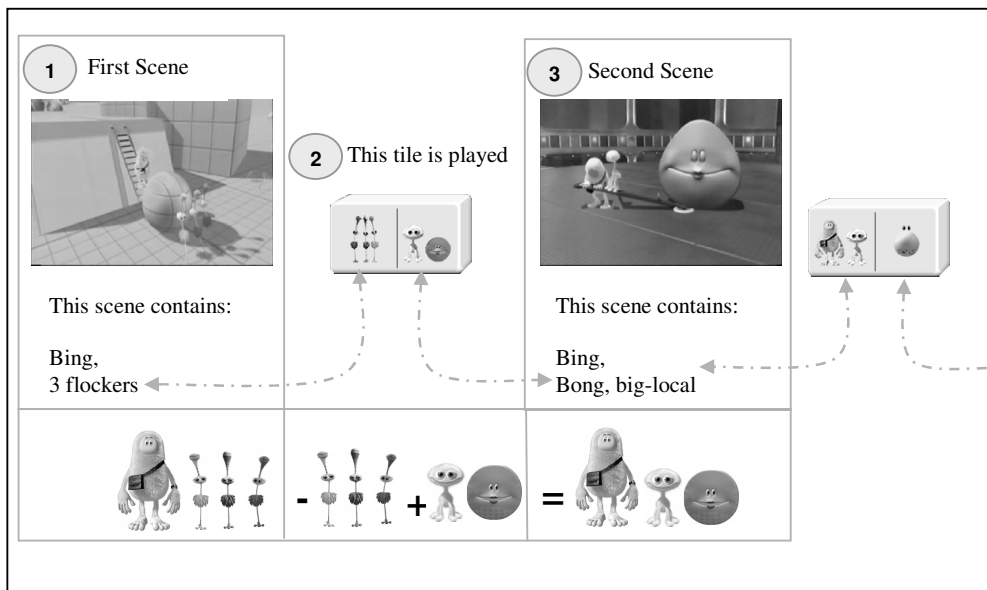 1 First Scene
2 This tile is played
3 Second Scene
This scene contains:
Bing,
3 flockers
This scene contains:
Bing,
Bong, big-local
- + =